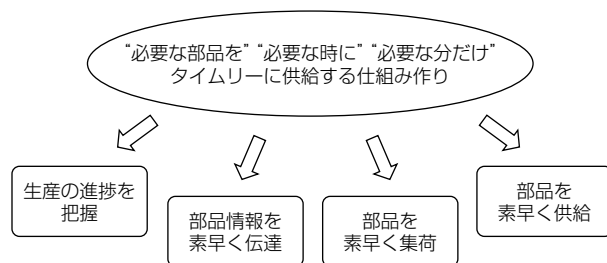 “必要な部品を” “必要な時に” “必要な分だけ”
タイムリーに供給する仕組み作り
生産の進捗を
把握
部品情報を
素早く伝達
部品を
素早く集荷
部品を
素早く供給